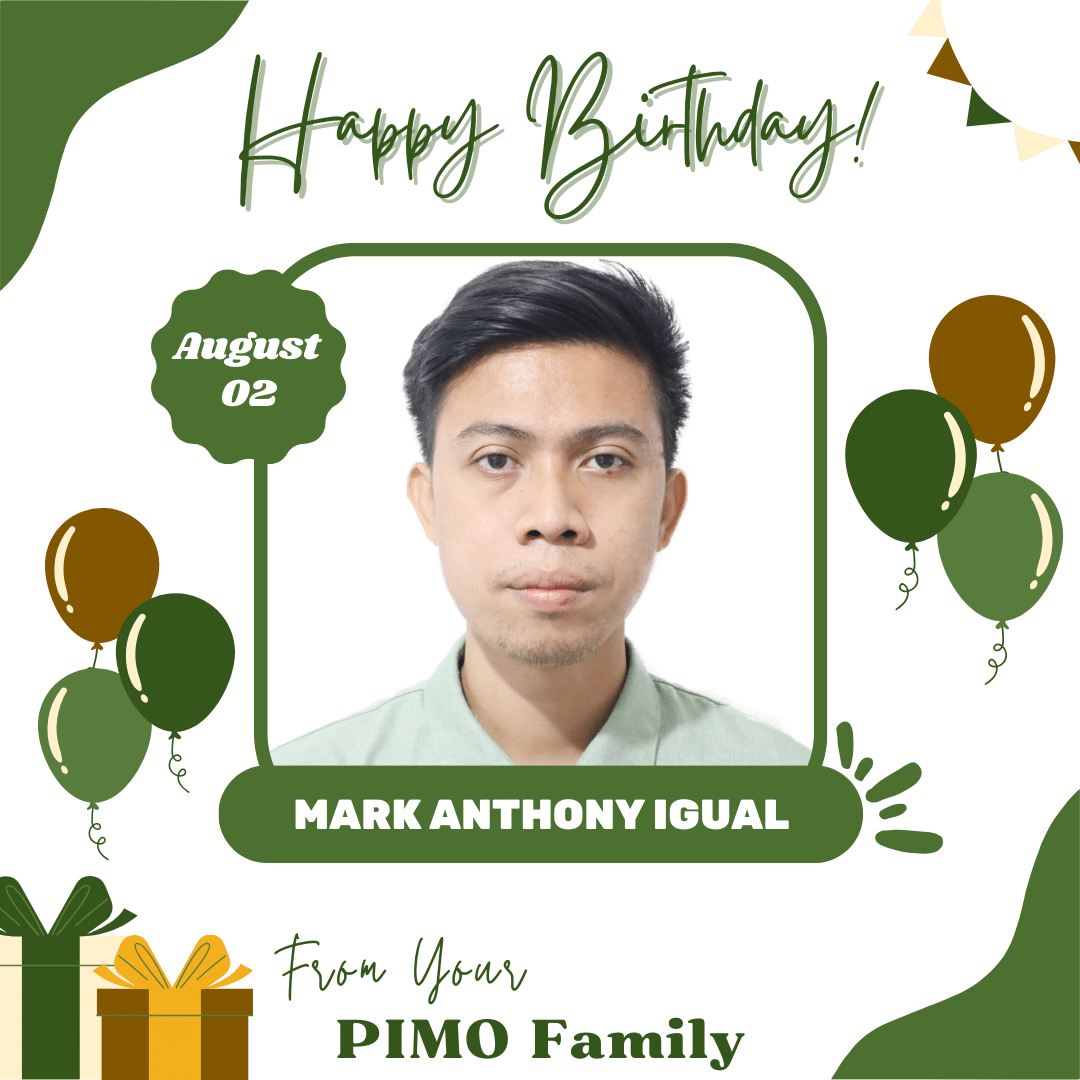 Happy Birthday!
August
02
MARK ANTHONY IGUAL
From Your
PIMO Family